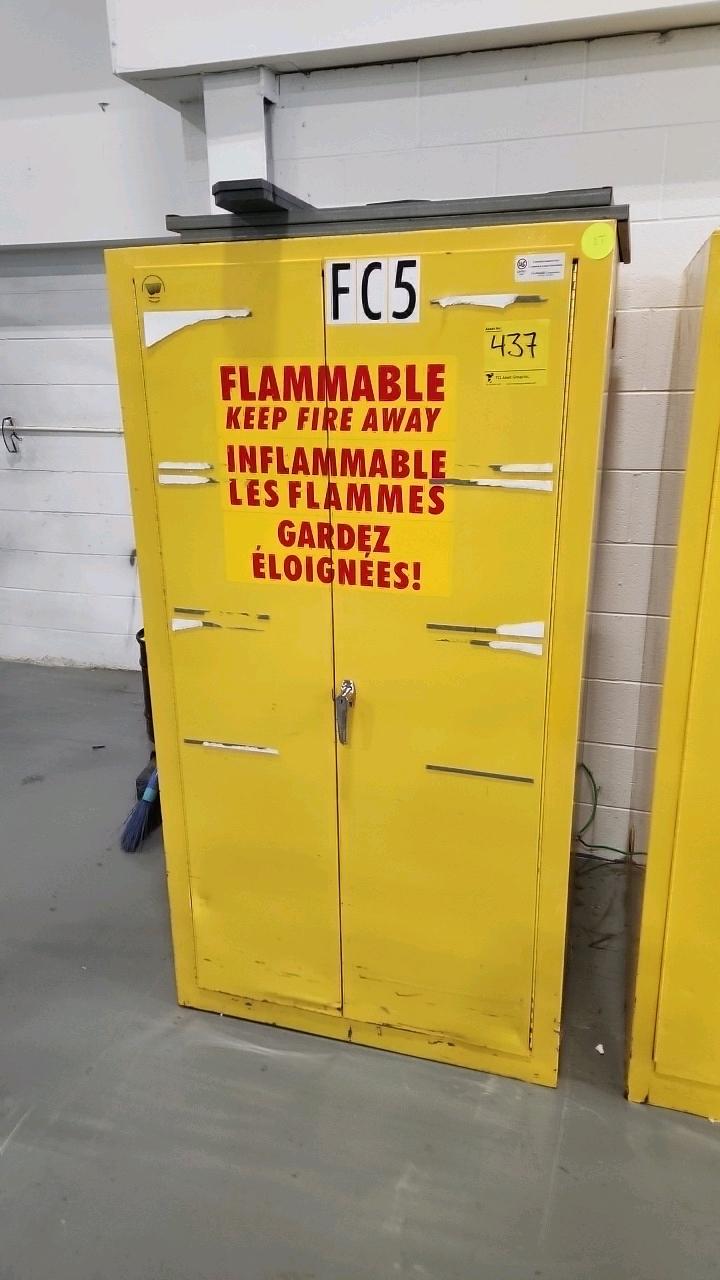 FC5
437
FLAMMABLE
KEEP FIRE AWAY
INFLAMMABLE
LES FLAMMES
GARDEZ
ÉLOIGNÉES!